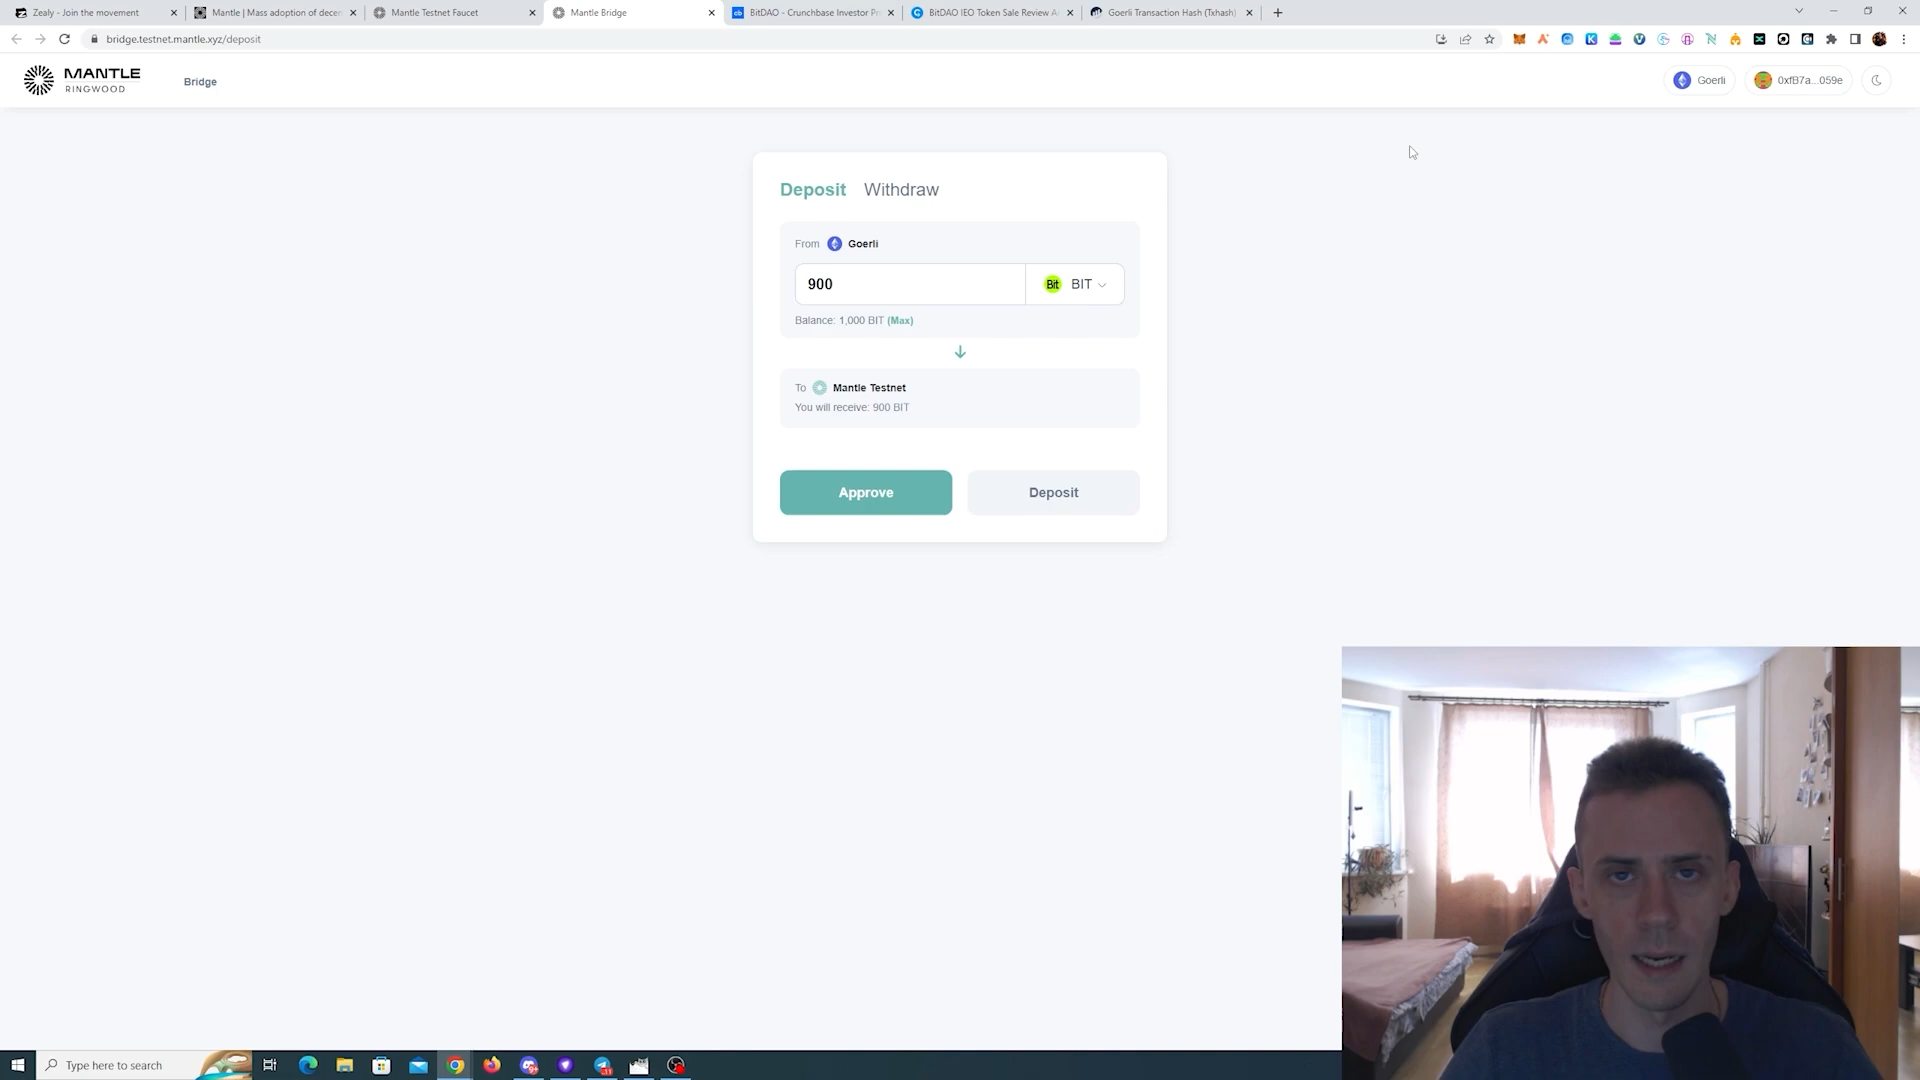 Zealy - Join the movement
Mantle | Mass adoption of decen
Mantle Testnet Faucet
Mantle Bridge
BitDAO - Crunchbase Investor Pr
BitDAO IEO Token Sale Review A
Goerli Transaction Hash (Txhash)
bridge.testnet.mantle.xyz/deposit
MANTLE
RINGWOOD
Bridge
Goerli
0xfB7a...059e
Deposit
Withdraw
From Goerli
900
Bit BIT
Balance: 1,000 BIT (Max)
To Mantle Testnet
You will receive: 900 BIT
Approve
Deposit
Type here to search